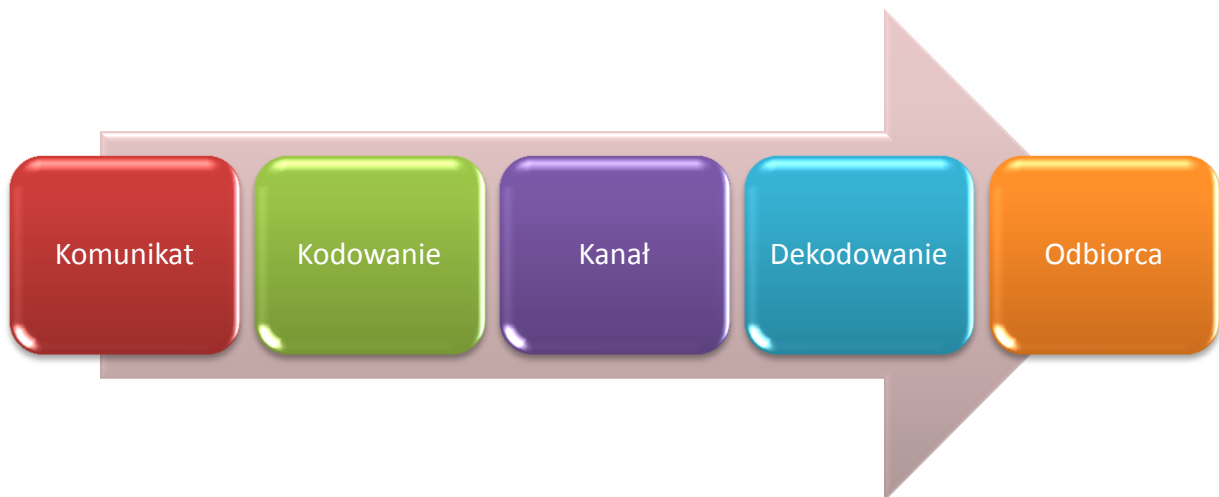 Komunikat
Kodowanie
Kanał
Dekodowanie
Odbiorca